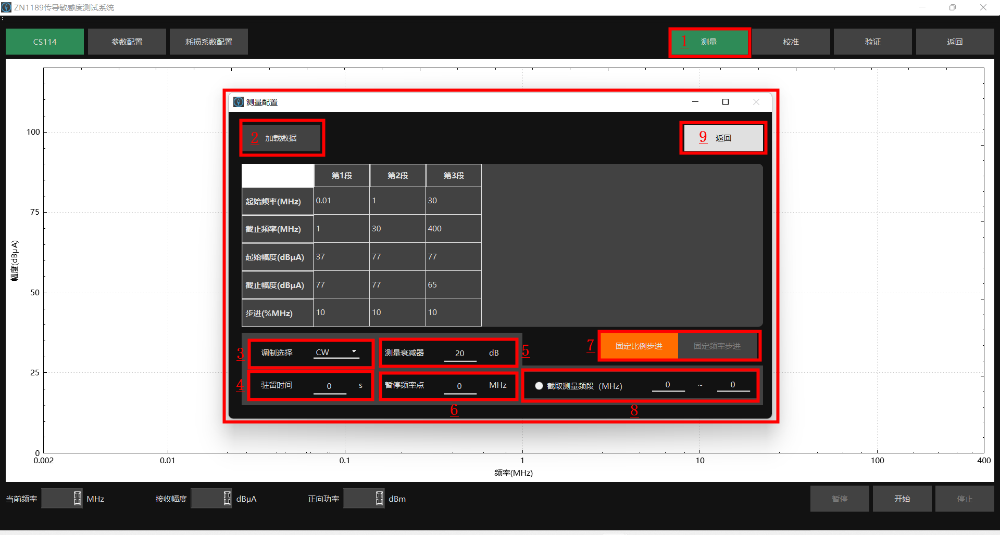 ZN1189传导敏感度测试系统
:
CS114 参数配置 耗损系数配置 1 测量 校准 验证 返回
测量配置
2 加载数据 9 返回
第1段 第2段 第3段
起始频率(MHz) 0.01 1 30
截止频率(MHz) 1 30 400
起始幅度(dBµA) 37 77 77
截止幅度(dBµA) 77 77 65
步进(%MHz) 10 10 10
3 调制选择 CW 测量衰减器 20 dB 5 7 固定比例步进 固定频率步进
4 驻留时间 0 s 暂停频率点 0 MHz 截取测量频段（MHz） 0 ~ 0
6 8
100
75
50
25
0
幅度(dBµA)
0.002 0.01 0.1 1 10 100 400
频率(MHz)
当前频率 0 MHz 接收幅度 0 dBµA 正向功率 0 dBm 暂停 开始 停止